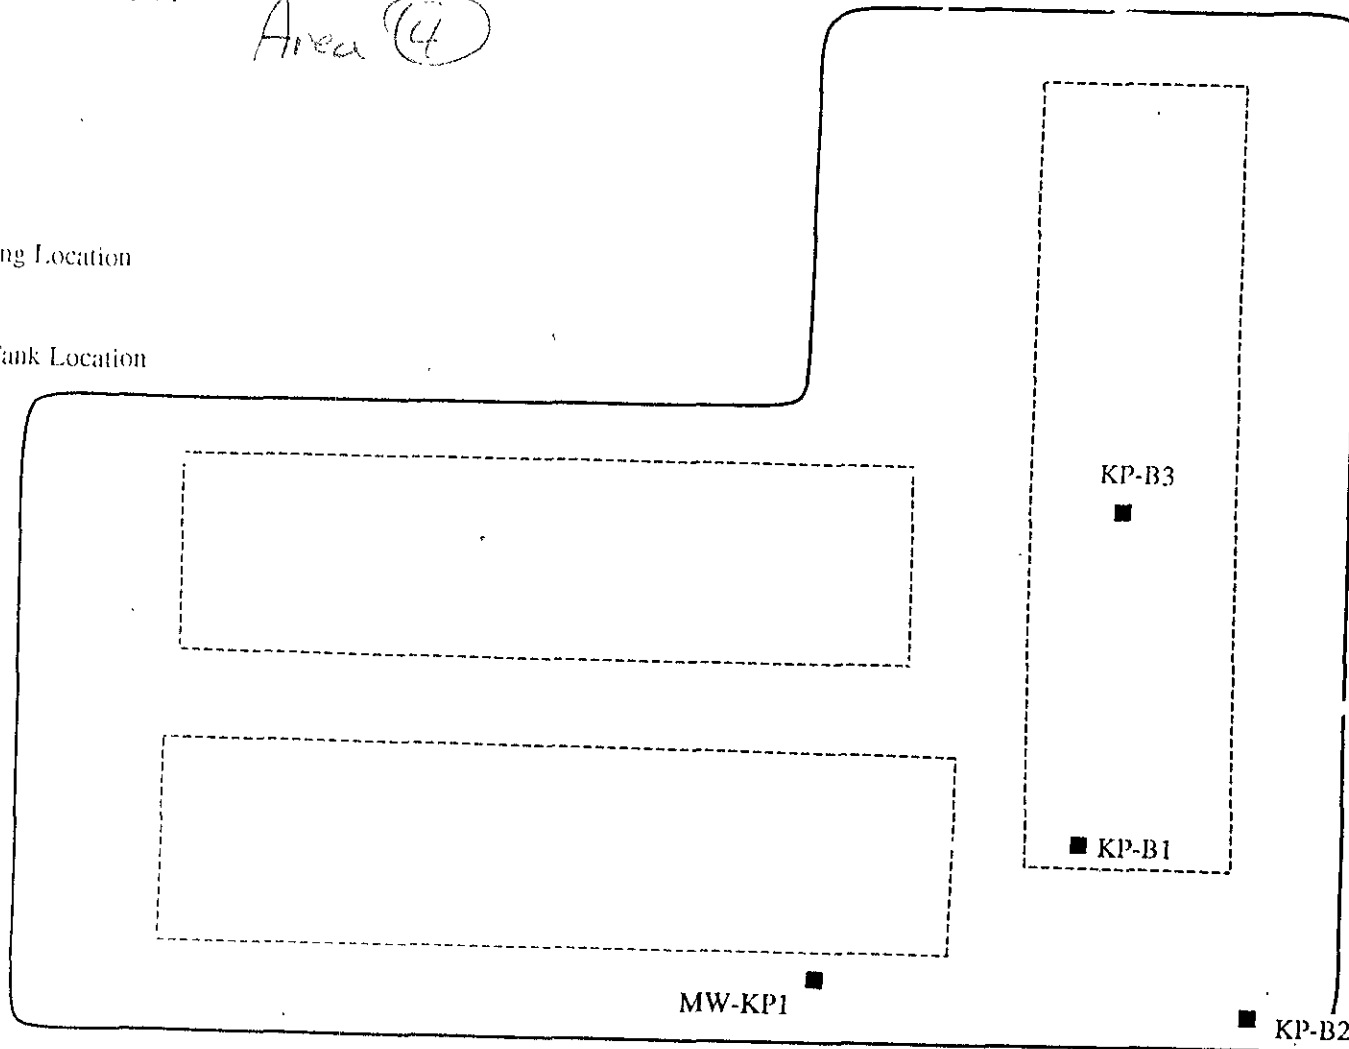 Area 4
ng Location
Tank Location
KP-B3
KP-B1
MW-KP1
KP-B2